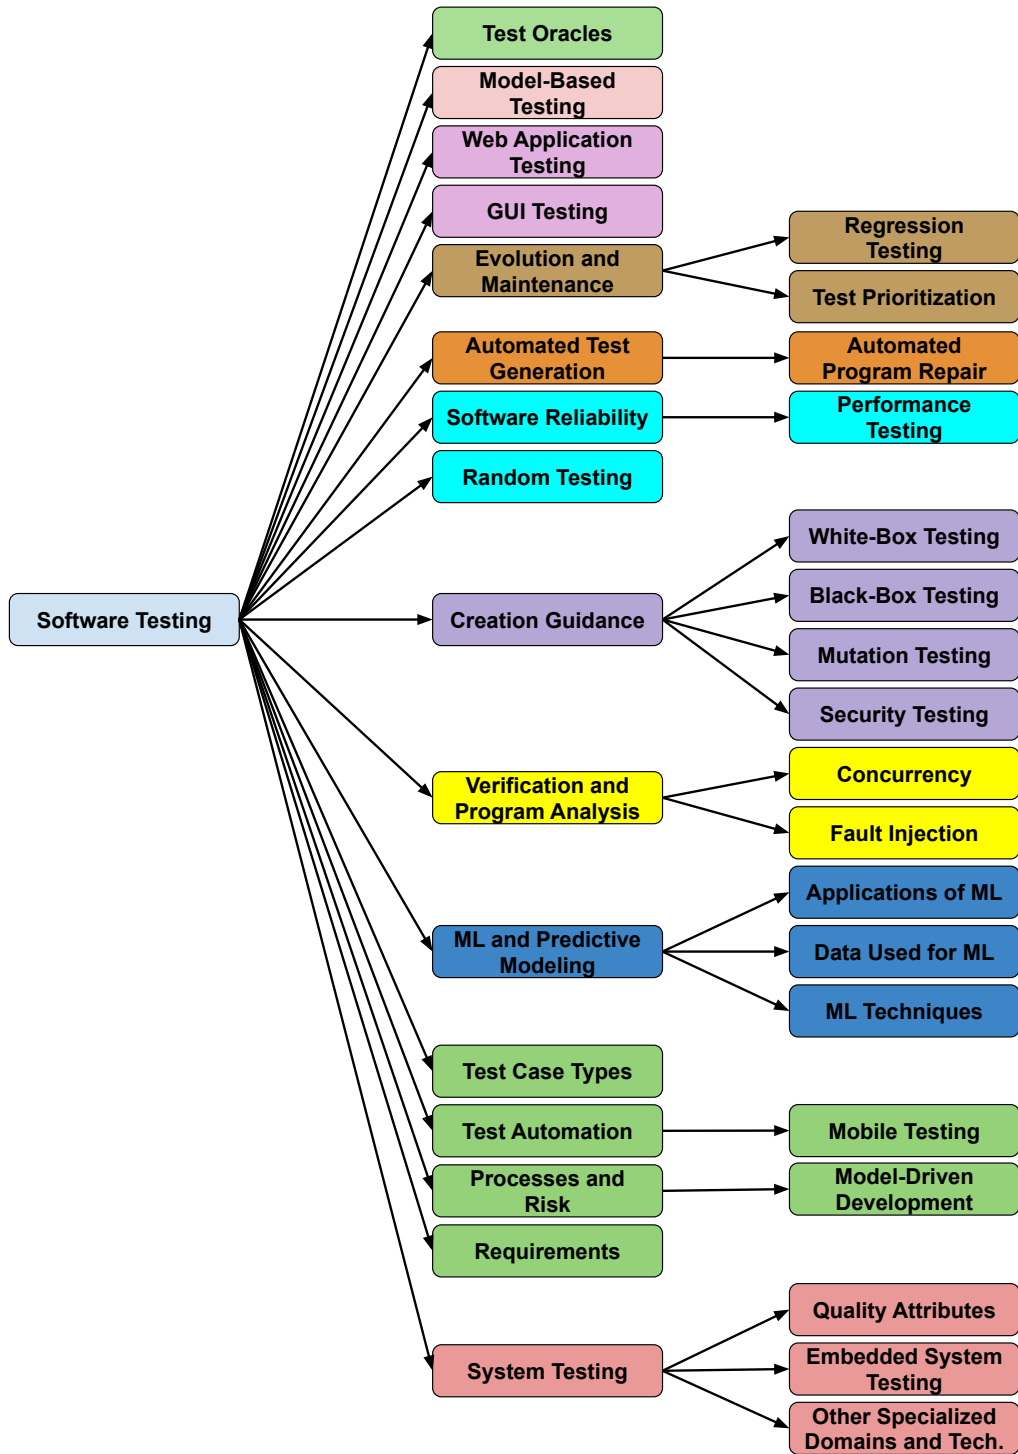 Test Oracles
Model-Based
Testing
Web Application
Testing
GUI Testing
Evolution and
Maintenance
Regression
Testing
Test Prioritization
Automated Test
Generation
Automated
Program Repair
Software Reliability
Performance
Testing
Random Testing
Software Testing
Creation Guidance
White-Box Testing
Black-Box Testing
Mutation Testing
Security Testing
Verification and
Program Analysis
Concurrency
Fault Injection
ML and Predictive
Modeling
Applications of ML
Data Used for ML
ML Techniques
Test Case Types
Test Automation
Mobile Testing
Processes and
Risk
Model-Driven
Development
Requirements
System Testing
Quality Attributes
Embedded System
Testing
Other Specialized
Domains and Tech.